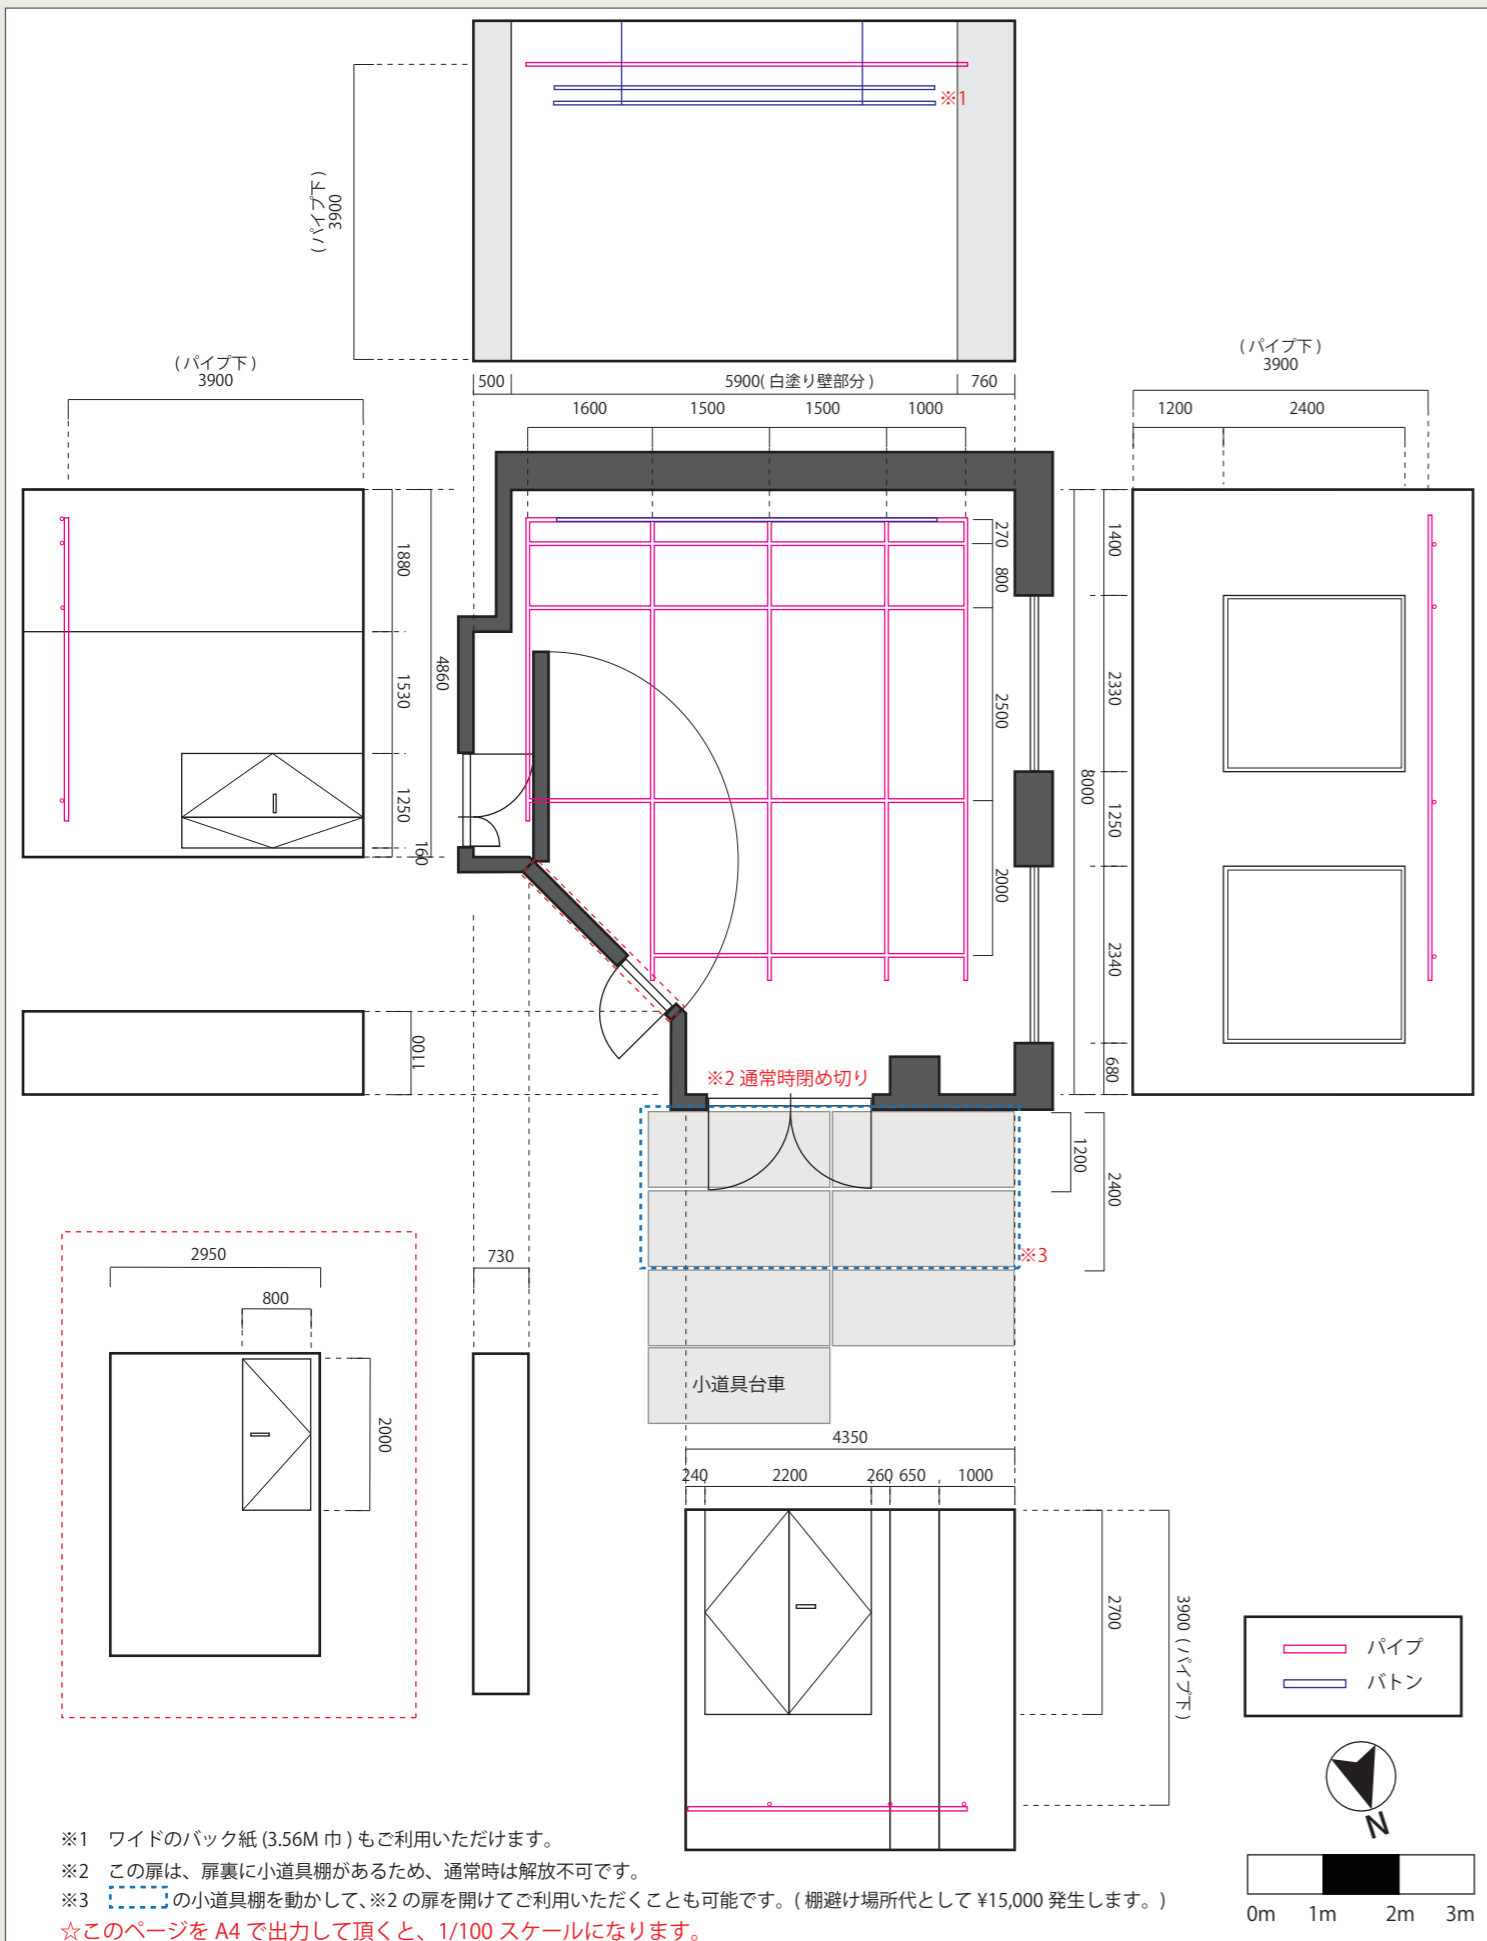 ※1
(パイプ下)
3900
500
5900(白塗り壁部分)
760
1600
1500
1500
1000
(パイプ下)
3900
(パイプ下)
3900
1200
2400
1880
4860
1530
1250
160
270
800
2500
2000
8000
1400
2330
1250
2340
680
1100
※2 通常時閉め切り
1200
2400
※3
小道具台車
2950
800
2000
730
4350
240
2200
260
650
1000
2700
3900 (パイプ下)
パイプ
バトン
N
0m 1m 2m 3m
※1 ワイドのバック紙 (3.56M 巾 ) もご利用いただけます。
※2 この扉は、扉裏に小道具棚があるため、通常時は解放不可です。
※3 の小道具棚を動かして、※2 の扉を開けてご利用いただくことも可能です。( 棚避け場所代として ¥15,000 発生します。)
☆このページを A4 で出力して頂くと、1/100 スケールになります。